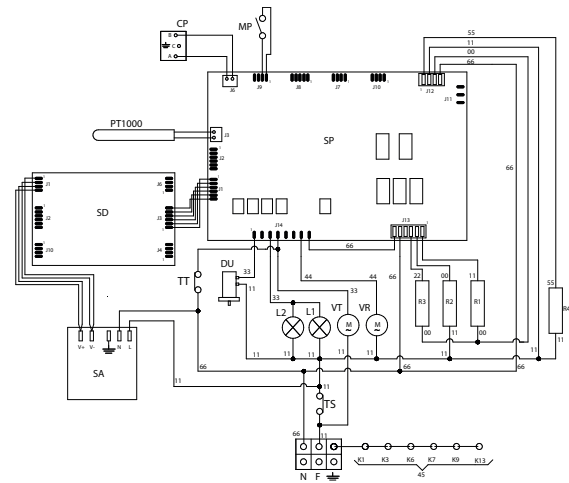 CP
B
C
A
MP
J6
J9
J8
J7
J10
J12
J11
55
11
00
66
PT1000
J5
J2
J1
SP
66
SD
J1
J2
J10
J6
J3
J4
J14
J13
66
TT
DU
33
11
33
44
33
44
L2
L1
VT
VR
M
M
22
00
11
R3
R2
R1
00
11
00
55
R4
11
V+
V-
N
L
SA
11
11
11
11
11
11
11
11
66
66
66
11
11
TS
66
11
N
F
K1
K3
K6
K7
K9
K13
45